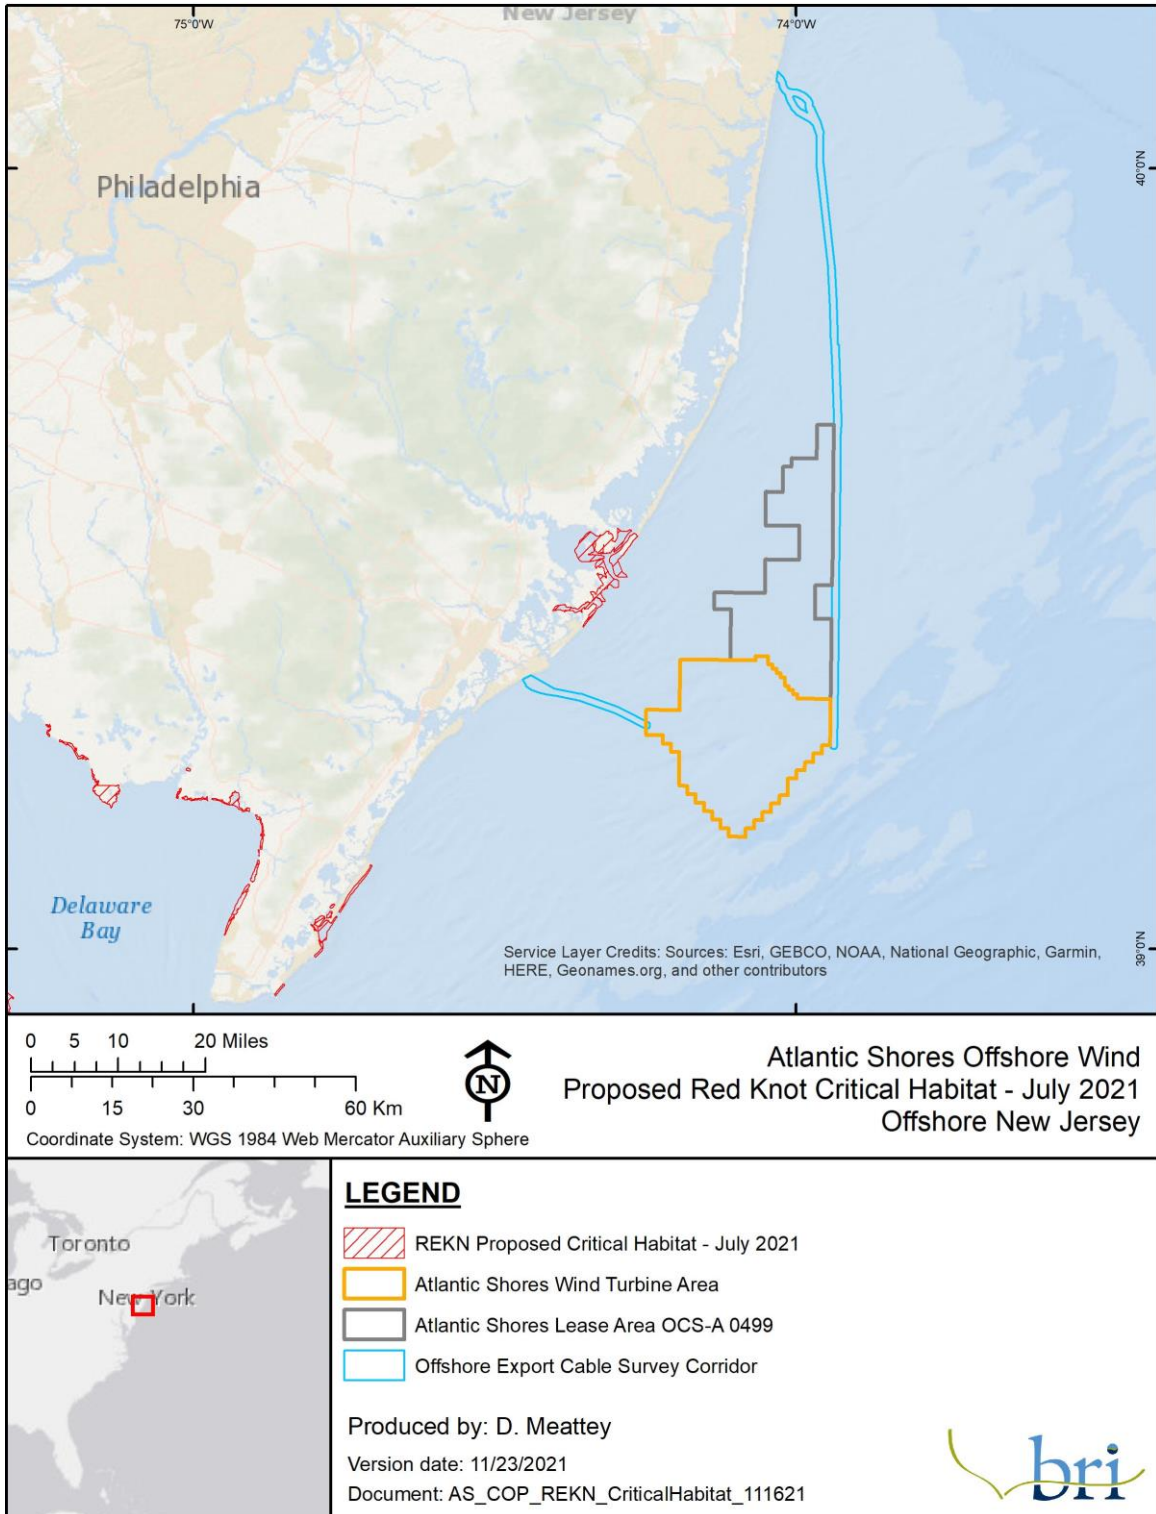 New Jersey
75°0'W
74°0'W
40°0'N
Philadelphia
Delaware
Bay
39°0'N
Service Layer Credits: Sources: Esri, GEBCO, NOAA, National Geographic, Garmin,
HERE, Geonames.org, and other contributors
0 5 10 20 Miles
0 15 30 60 Km
Coordinate System: WGS 1984 Web Mercator Auxiliary Sphere
N
Atlantic Shores Offshore Wind
Proposed Red Knot Critical Habitat - July 2021
Offshore New Jersey
Toronto
ago
New York
LEGEND
REKN Proposed Critical Habitat - July 2021
Atlantic Shores Wind Turbine Area
Atlantic Shores Lease Area OCS-A 0499
Offshore Export Cable Survey Corridor
Produced by: D. Meattey
Version date: 11/23/2021
Document: AS_COP_REKN_CriticalHabitat_111621
bri